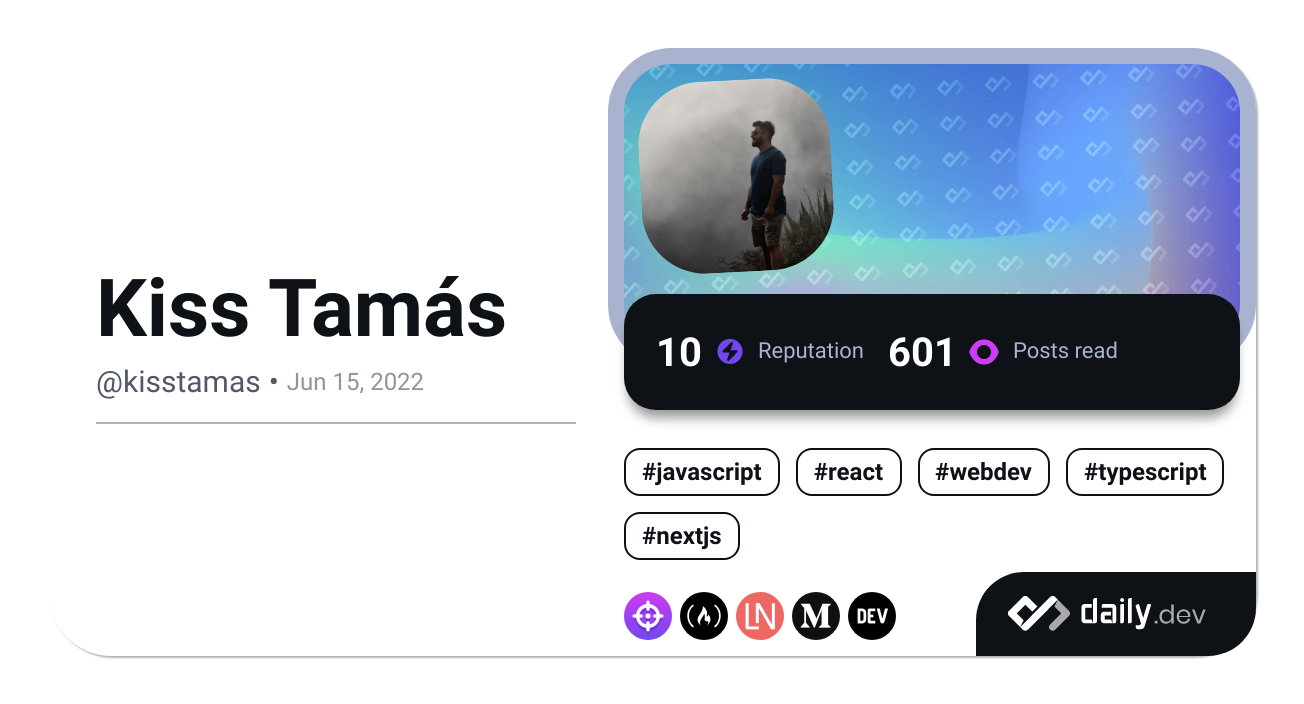 Kiss Tamás
@kisstamas • Jun 15, 2022
10 Reputation 601 Posts read
#javascript #react #webdev #typescript
#nextjs
LN M DEV
daily.dev